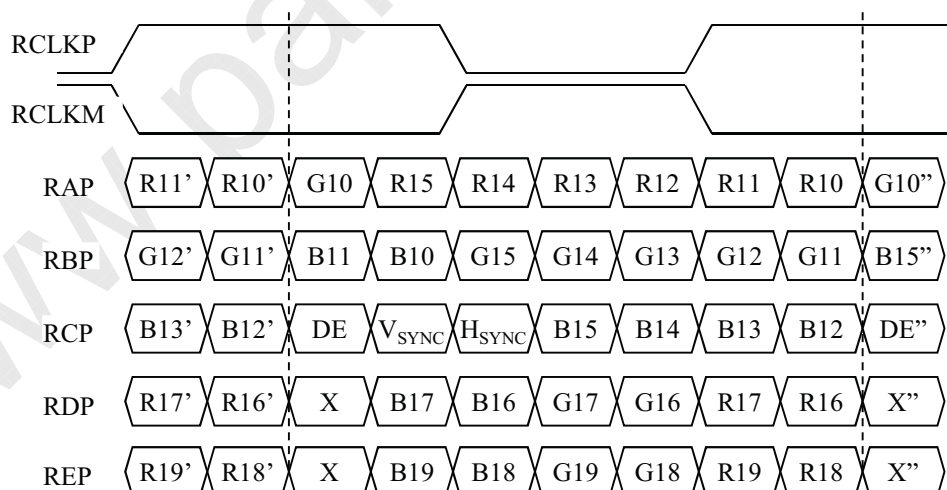 www.pa
RCLKP
RCLKM
RAP R11’ R10’ G10 R15 R14 R13 R12 R11 R10 G10”
RBP G12’ G11’ B11 B10 G15 G14 G13 G12 G11 B15”
RCP B13’ B12’ DE VSYNC HSYNC B15 B14 B13 B12 DE”
RDP R17’ R16’ X B17 B16 G17 G16 R17 R16 X”
REP R19’ R18’ X B19 B18 G19 G18 R19 R18 X”